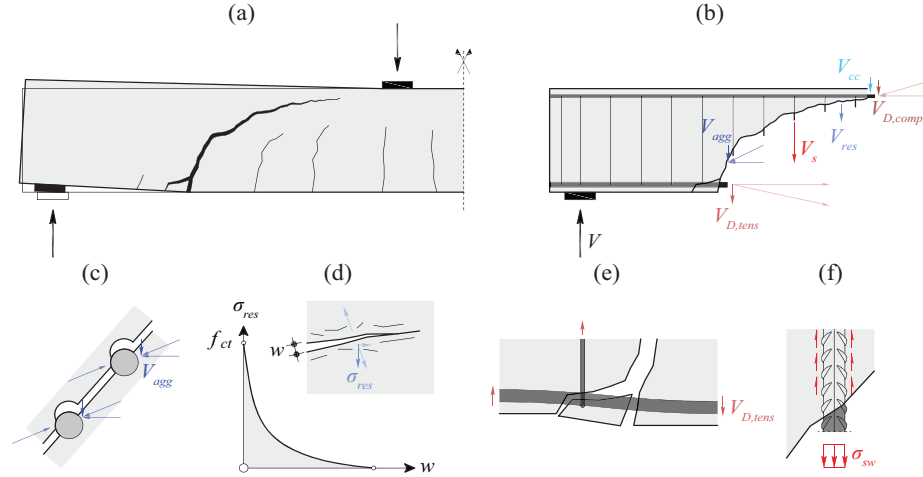 (a)
(b)
V_cc
V_D,comp
V_agg
V_s
V_res
V_D,tens
V
(c)
(d)
(e)
(f)
V_agg
σ_res
f_ct
w
σ_res
w
V_D,tens
σ_sw